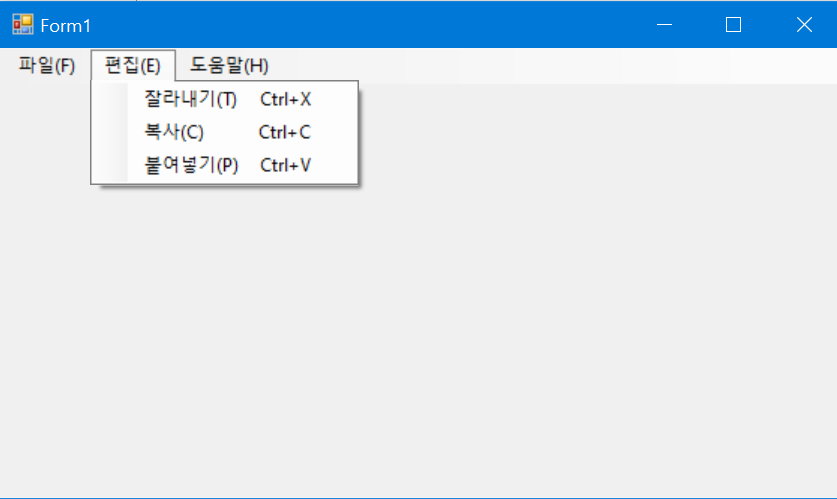 Form1
파일(F) 편집(E) 도움말(H)
잘라내기(T) Ctrl+X
복사(C) Ctrl+C
붙여넣기(P) Ctrl+V